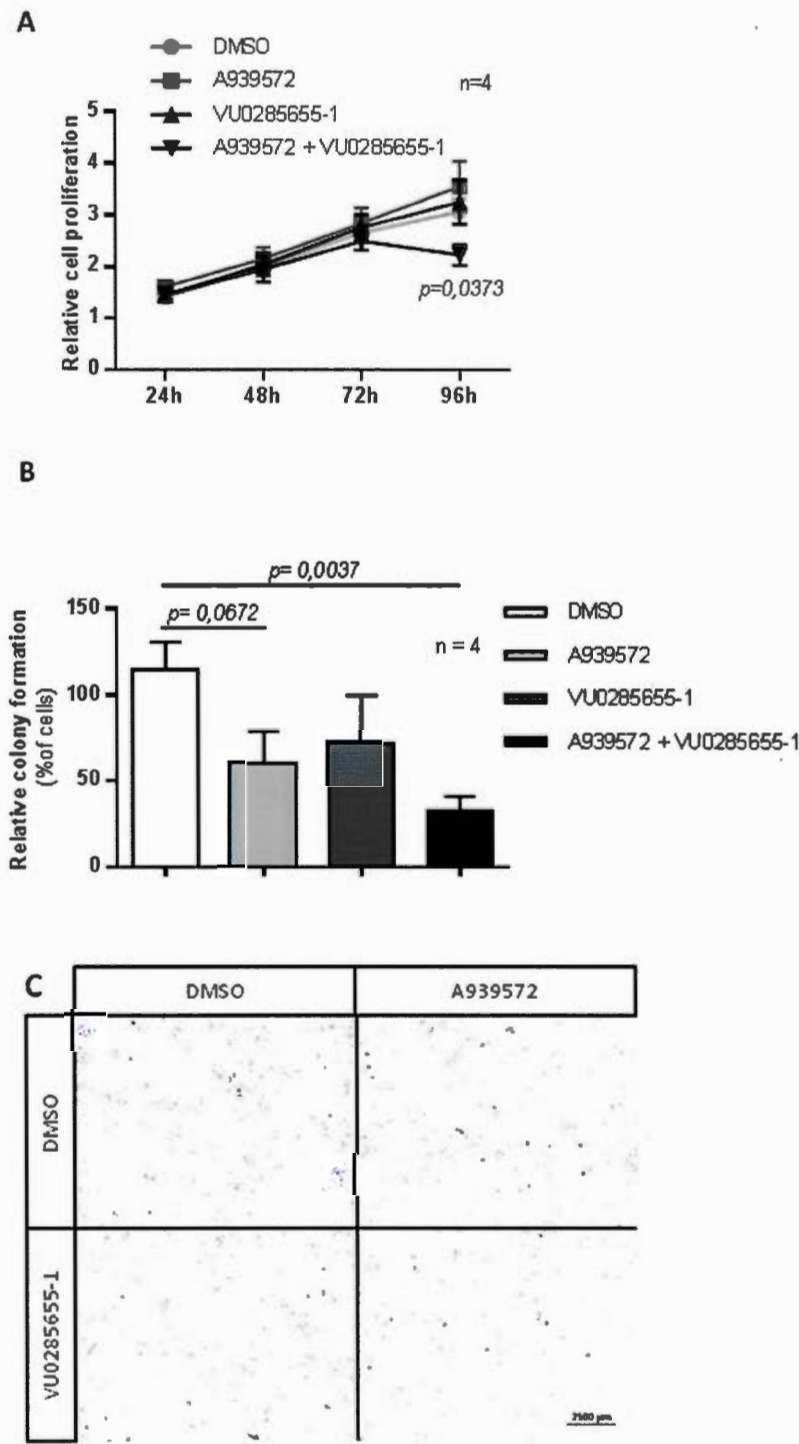 A
DMSO
A939572
VU0285655-1
A939572 + VU0285655-1
n=4
Relative cell proliferation
5
4
3
2
1
0
p=0,0373
24h 48h 72h 96h
B
p= 0,0037
p= 0,0672
n = 4
Relative colony formation
(%of cells)
150
100
50
0
DMSO
A939572
VU0285655-1
A939572 + VU0285655-1
C
DMSO A939572
DMSO
VU0285655-1
2500 µm